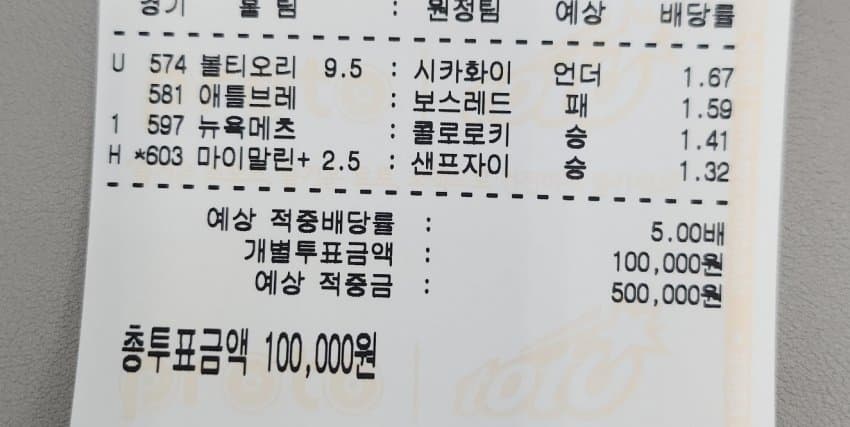 경기 홈 팀 : 원정팀 예상 배당률
U 574 볼티오리 9.5 : 시카화이 언더 1.67
581 애틀브레 : 보스레드 패 1.59
1 597 뉴욕메츠 : 콜로로키 승 1.41
H *603 마이말린+ 2.5 : 샌프자이 승 1.32
예상 적중배당률 : 5.00배
개별투표금액 : 100,000원
예상 적중금 : 500,000원
총투표금액 100,000원
proto toto